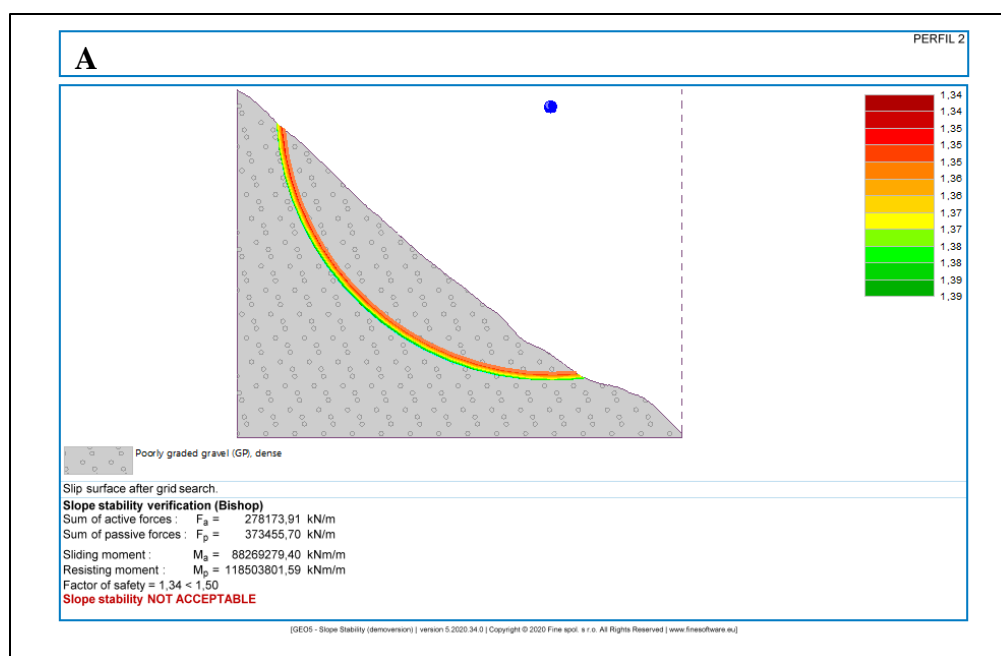 PERFIL 2
A
1,34
1,34
1,35
1,35
1,35
1,36
1,36
1,37
1,37
1,38
1,38
1,39
1,39
Poorly graded gravel (GP), dense
Slip surface after grid search.
Slope stability verification (Bishop)
Sum of active forces : Fa = 278173,91 kN/m
Sum of passive forces : Fp = 373455,70 kN/m
Sliding moment : Ma = 88269279,40 kNm/m
Resisting moment : Mp = 118503801,59 kNm/m
Factor of safety = 1,34 < 1,50
Slope stability NOT ACCEPTABLE
[GEO5 - Slope Stability (demoversion) | version 5.2020.34.0 | Copyright © 2020 Fine spol. s r.o. All Rights Reserved | www.finesoftware.eu]